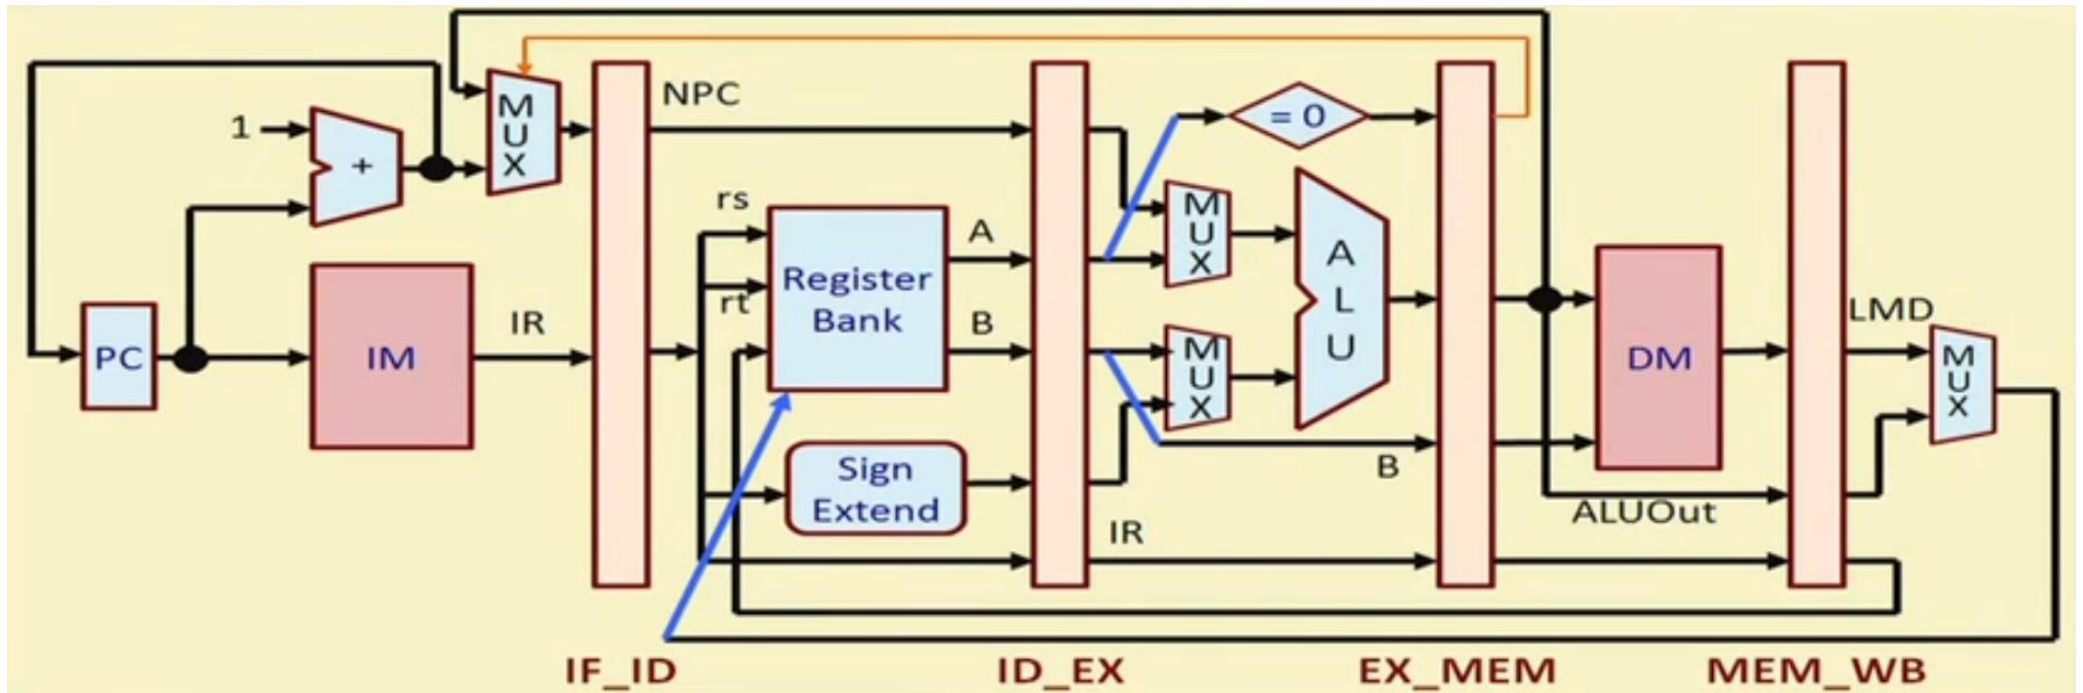 MUX
NPC
1
+
= 0
rs
MUX
A
Register
Bank
ALU
rt
IR
LMD
B
PC
IM
MUX
DM
MUX
Sign
Extend
B
ALUOut
IR
IF_ID
ID_EX
EX_MEM
MEM_WB